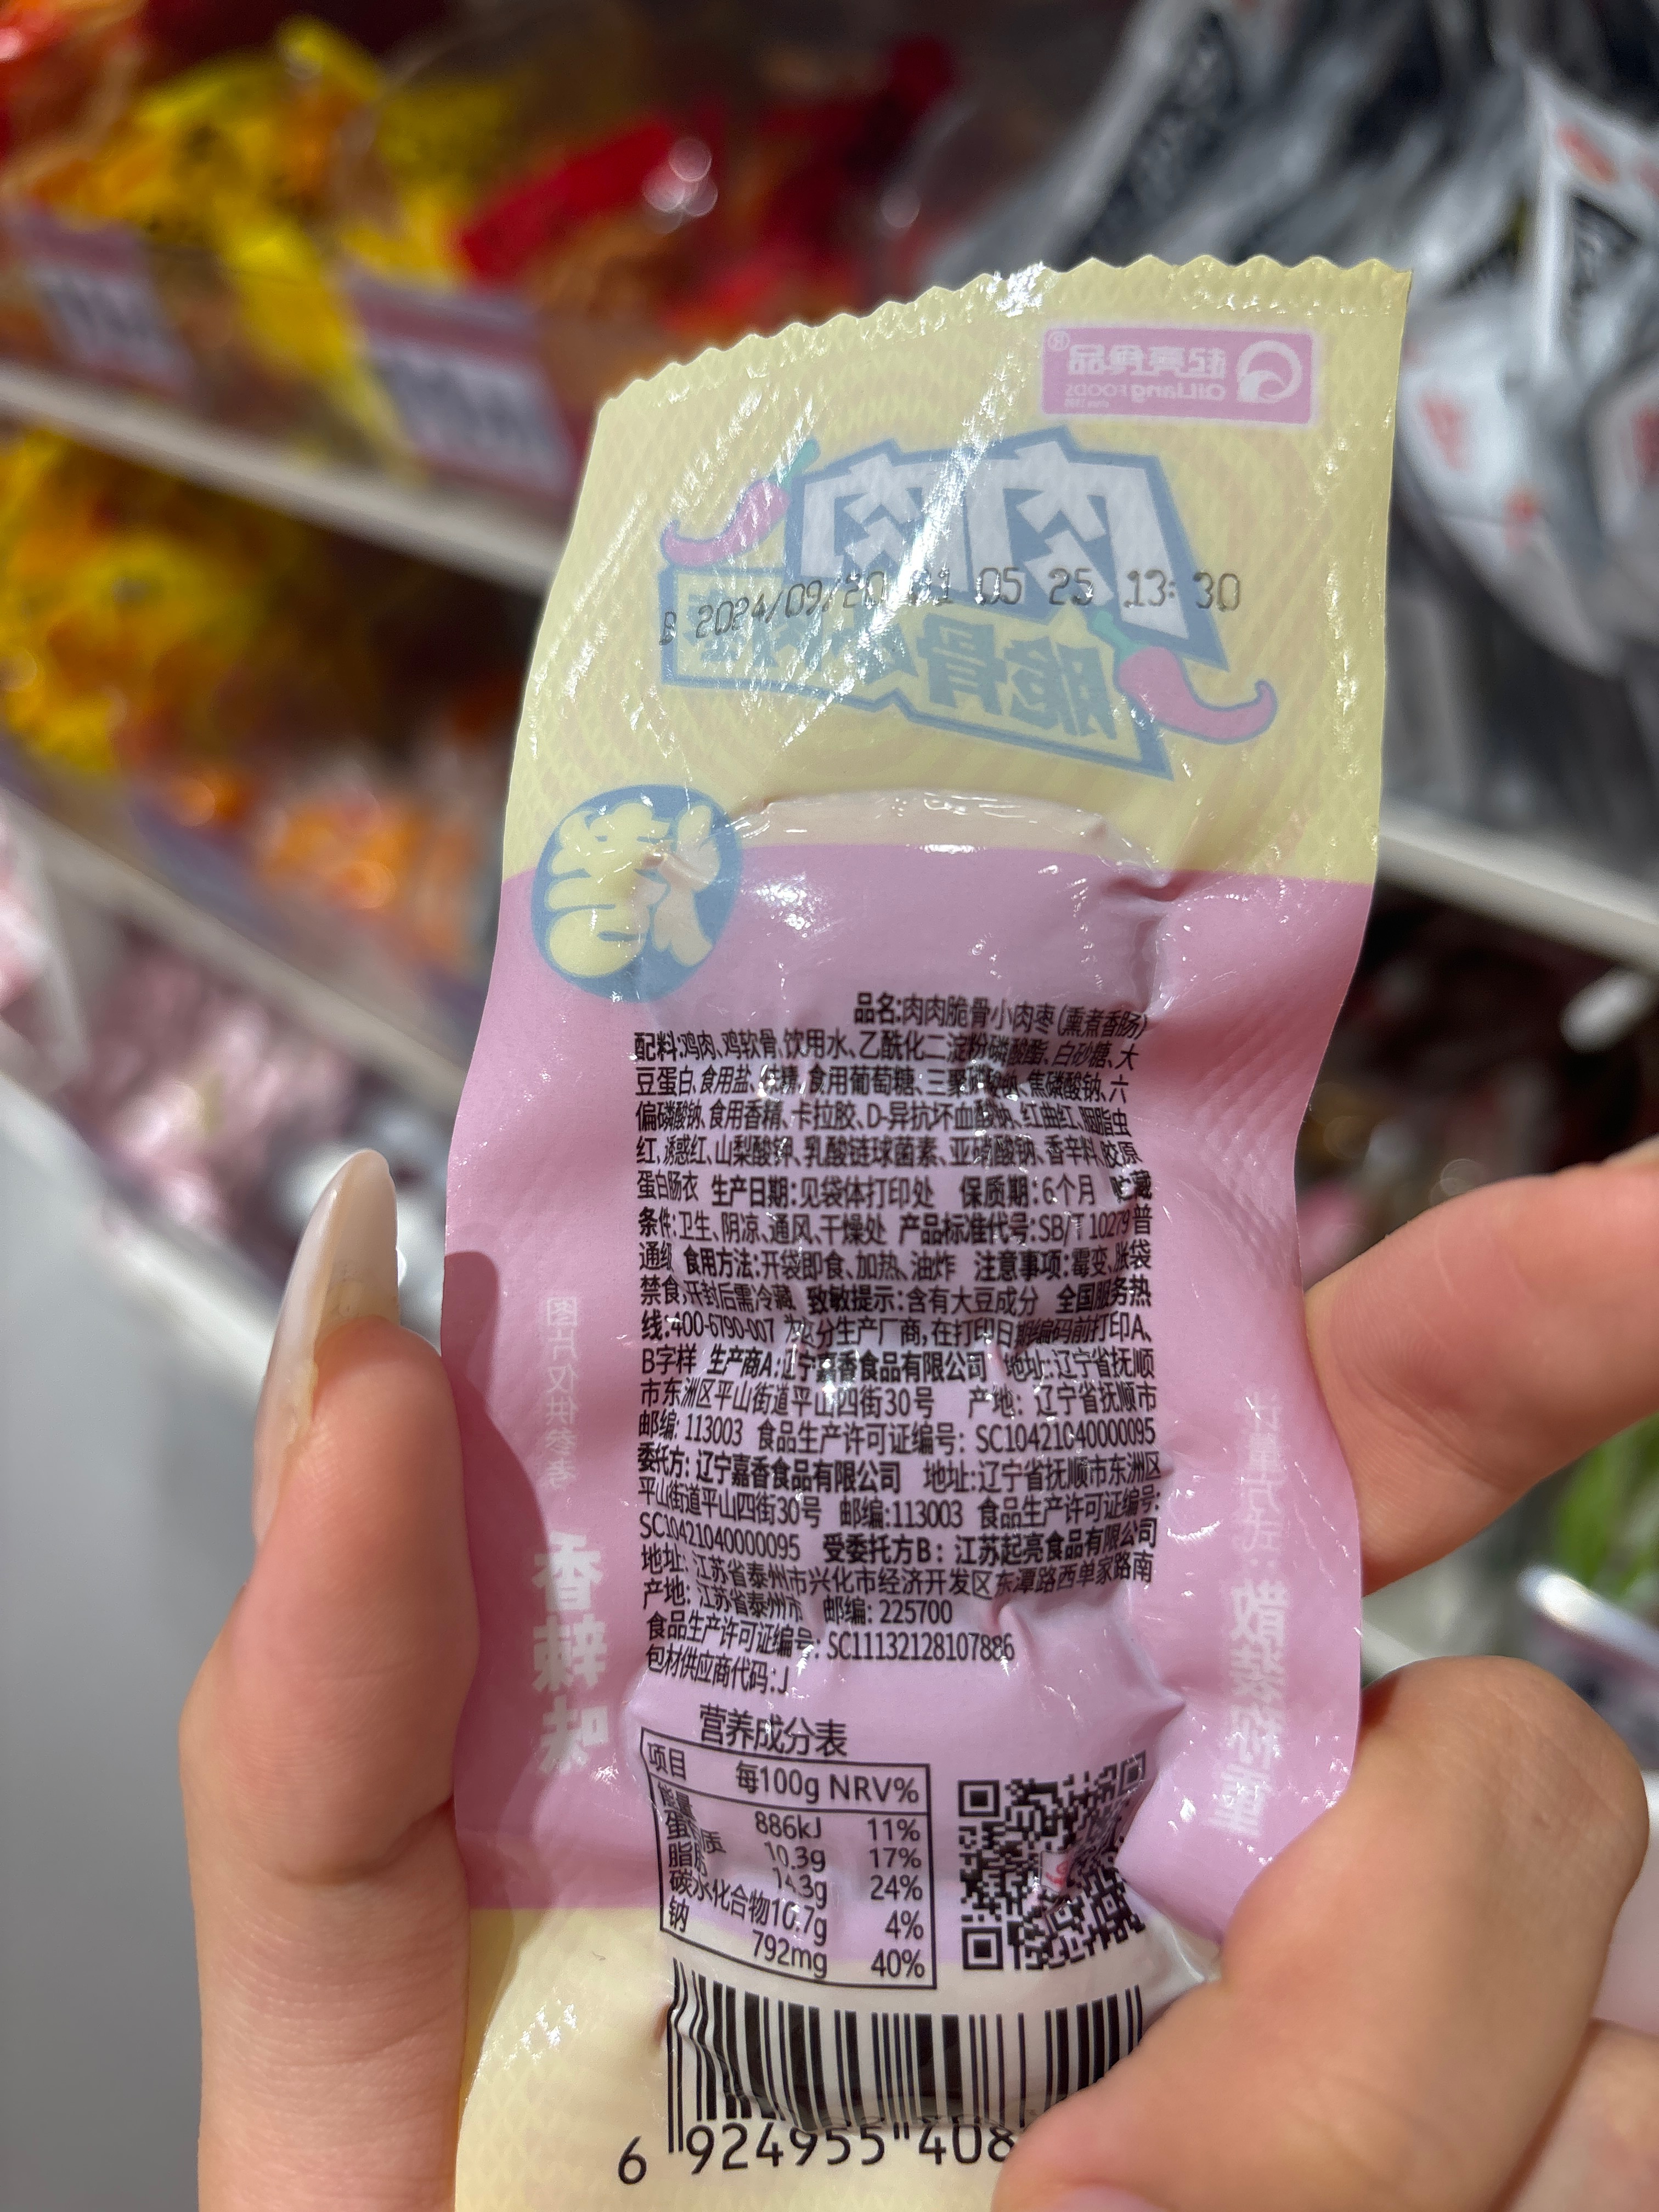 起亮食品®
QiLiang FOODS
肉肉
B 2024/09/20 01 05 25 13:30
脆骨
香辣味
图片仅供参考
计量方式:散装称重
品名:肉肉脆骨小肉枣(熏煮香肠)
配料:鸡肉、鸡软骨、饮用水、乙酰化二淀粉磷酸酯、白砂糖、大
豆蛋白、食用盐、味精、食用葡萄糖、三聚磷酸钠、焦磷酸钠、六
偏磷酸钠、食用香精、卡拉胶、D-异抗坏血酸钠、红曲红、胭脂虫
红、诱惑红、山梨酸钾、乳酸链球菌素、亚硝酸钠、香辛料、胶原
蛋白肠衣 生产日期:见袋体打印处 保质期:6个月 贮藏
条件:卫生、阴凉、通风、干燥处 产品标准代号:SB/T 10279 普
通级 食用方法:开袋即食、加热、油炸 注意事项:霉变、胀袋
禁食,开封后需冷藏 致敏提示:含有大豆成分 全国服务热
线:400-6790-007 为区分生产厂商,在打印日期编码前打印A、
B字样 生产商A:辽宁嘉香食品有限公司 地址:辽宁省抚顺
市东洲区平山街道平山四街30号 产地: 辽宁省抚顺市
邮编: 113003 食品生产许可证编号: SC10421040000095
委托方: 辽宁嘉香食品有限公司 地址:辽宁省抚顺市东洲区
平山街道平山四街30号 邮编:113003 食品生产许可证编号:
SC10421040000095 受委托方B: 江苏起亮食品有限公司
地址: 江苏省泰州市兴化市经济开发区东潭路西单家路南
产地: 江苏省泰州市 邮编: 225700
食品生产许可证编号: SC11132128107886
包材供应商代码:J
营养成分表
项目 每100g NRV%
能量 886kJ 11%
蛋白质 10.3g 17%
脂肪 14.3g 24%
碳水化合物 10.7g 4%
钠 792mg 40%
6 924955"408